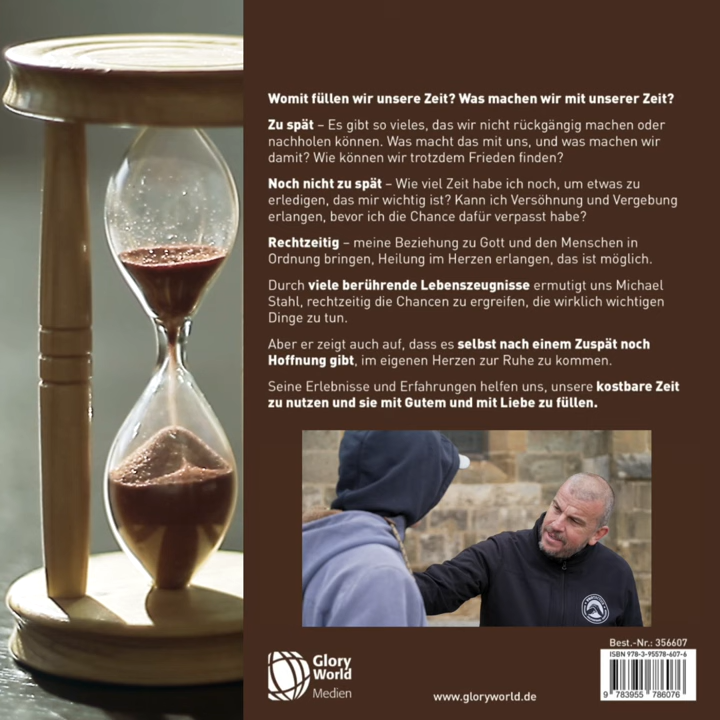 Womit füllen wir unsere Zeit? Was machen wir mit unserer Zeit?
Zu spät – Es gibt so vieles, das wir nicht rückgängig machen oder
nachholen können. Was macht das mit uns, und was machen wir
damit? Wie können wir trotzdem Frieden finden?
Noch nicht zu spät – Wie viel Zeit habe ich noch, um etwas zu
erledigen, das mir wichtig ist? Kann ich Versöhnung und Vergebung
erlangen, bevor ich die Chance dafür verpasst habe?
Rechtzeitig – meine Beziehung zu Gott und den Menschen in
Ordnung bringen, Heilung im Herzen erlangen, das ist möglich.
Durch viele berührende Lebenszeugnisse ermutigt uns Michael
Stahl, rechtzeitig die Chancen zu ergreifen, die wirklich wichtigen
Dinge zu tun.
Aber er zeigt auch auf, dass es selbst nach einem Zuspät noch
Hoffnung gibt, im eigenen Herzen zur Ruhe zu kommen.
Seine Erlebnisse und Erfahrungen helfen uns, unsere kostbare Zeit
zu nutzen und sie mit Gutem und mit Liebe zu füllen.
Glory
World
Medien
www.gloryworld.de
Best.-Nr.: 356607
ISBN 978-3-95578-607-6
9 783955 786076